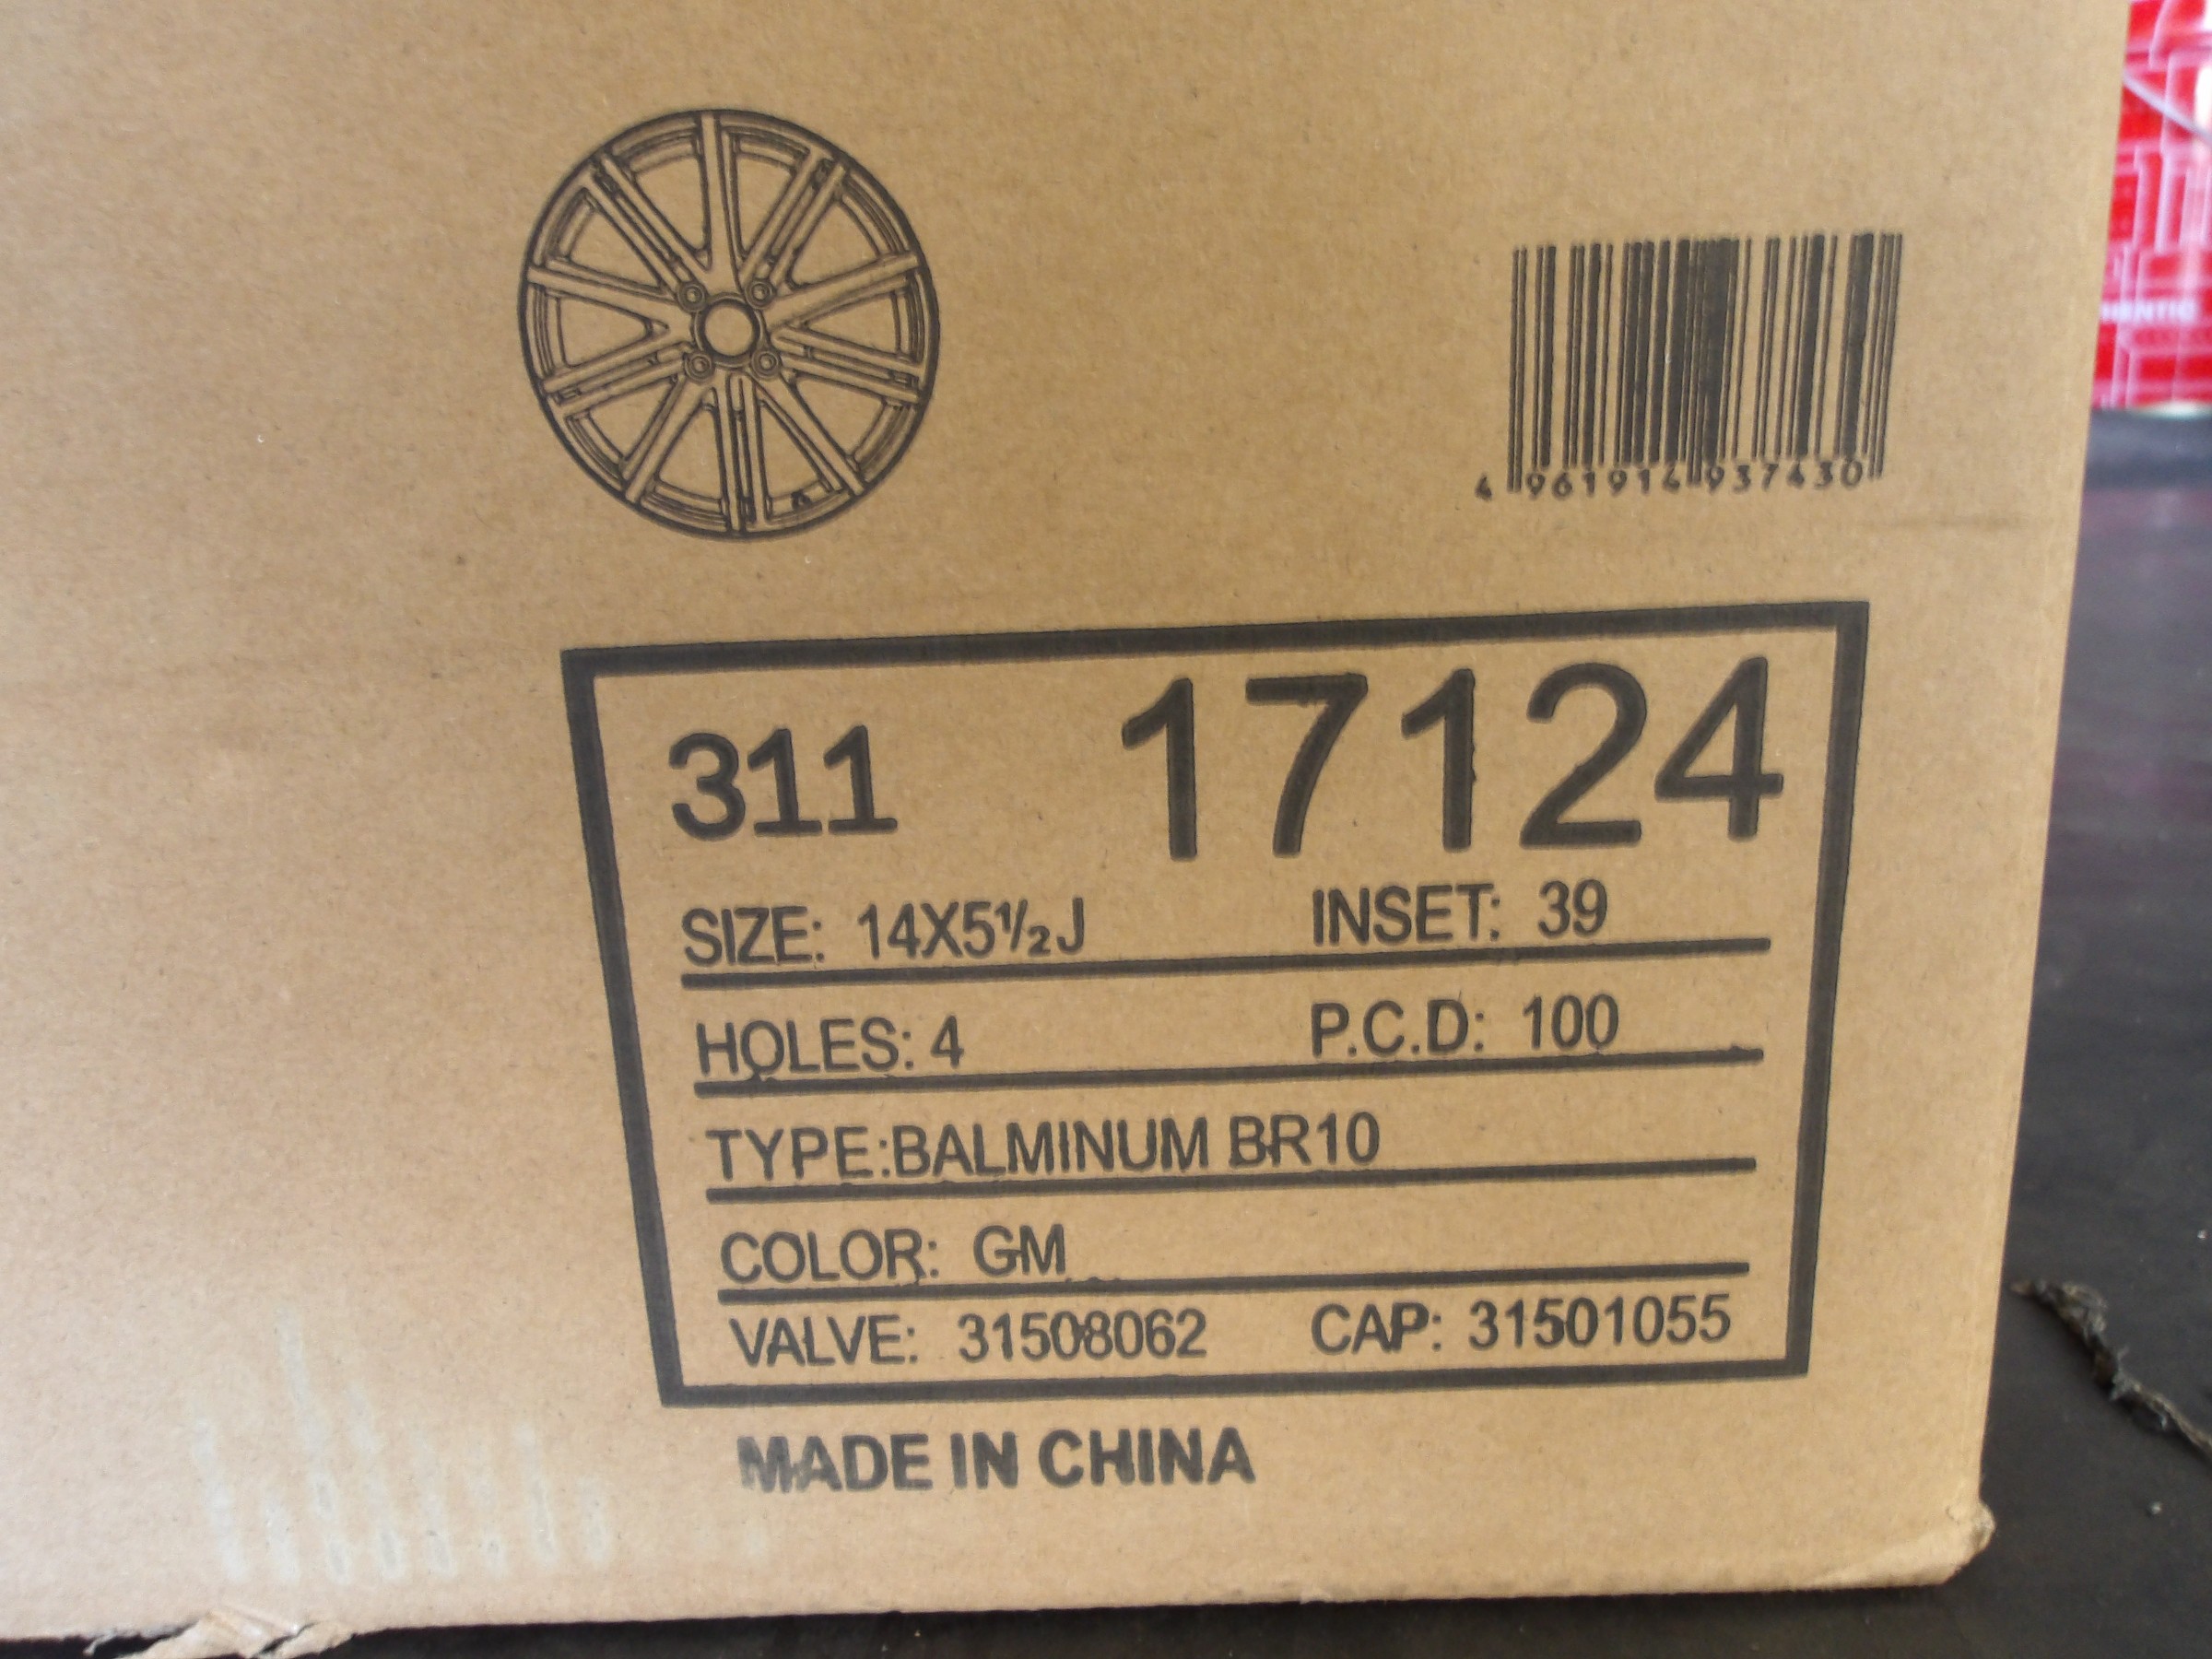 4 961914 937430
311 17124
SIZE: 14X5½J INSET: 39
HOLES: 4 P.C.D: 100
TYPE:BALMINUM BR10
COLOR: GM
VALVE: 31508062 CAP: 31501055
MADE IN CHINA